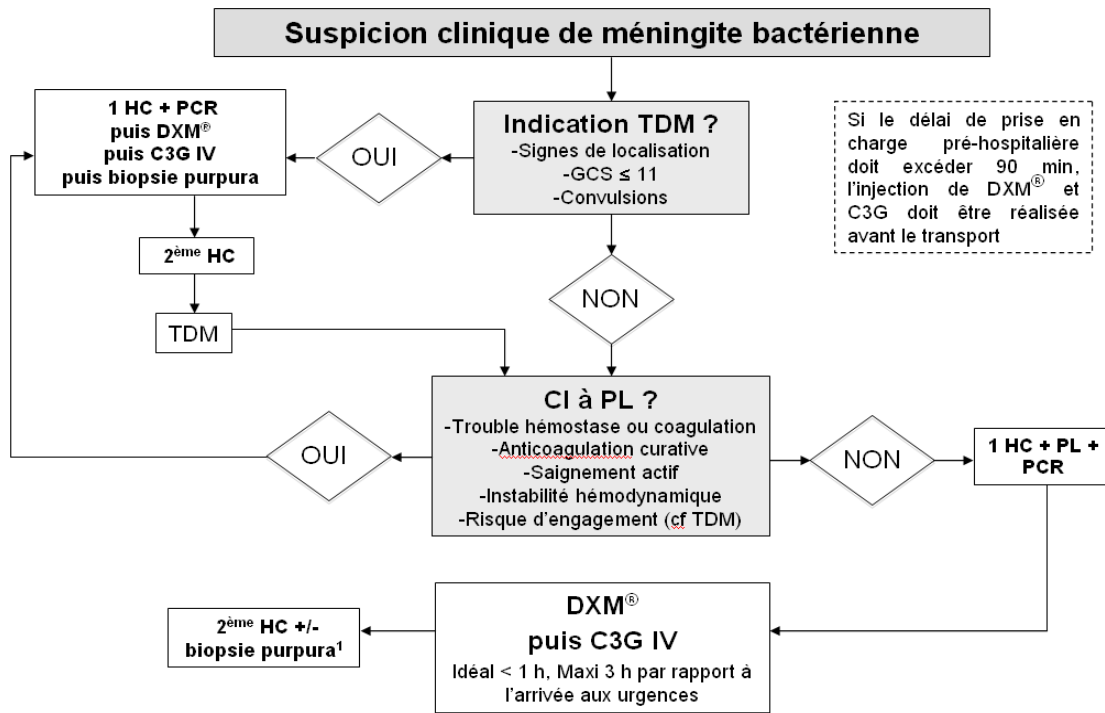 Suspicion clinique de méningite bactérienne
1 HC + PCR
puis DXM®
puis C3G IV
puis biopsie purpura
OUI
Indication TDM ?
-Signes de localisation
-GCS ≤ 11
-Convulsions
Si le délai de prise en
charge pré-hospitalière
doit excéder 90 min,
l'injection de DXM® et
C3G doit être réalisée
avant le transport
2ème HC
NON
TDM
CI à PL ?
-Trouble hémostase ou coagulation
-Anticoagulation curative
-Saignement actif
-Instabilité hémodynamique
-Risque d'engagement (cf TDM)
OUI
NON
1 HC + PL +
PCR
DXM®
puis C3G IV
Idéal < 1 h, Maxi 3 h par rapport à
l'arrivée aux urgences
2ème HC +/-
biopsie purpura¹